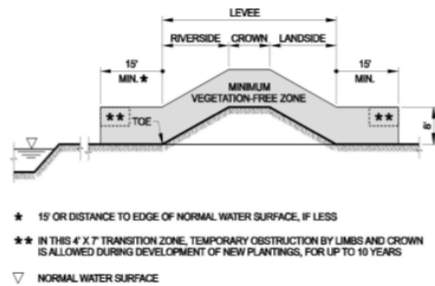 LEVEE
RIVERSIDE CROWN LANDSIDE
15' MIN. *
15' MIN.
MINIMUM
VEGETATION-FREE ZONE
**
**
TOE
8'
* 15' OR DISTANCE TO EDGE OF NORMAL WATER SURFACE, IF LESS
** IN THIS 4' X 7' TRANSITION ZONE, TEMPORARY OBSTRUCTION BY LIMBS AND CROWN
IS ALLOWED DURING DEVELOPMENT OF NEW PLANTINGS, FOR UP TO 10 YEARS
▽ NORMAL WATER SURFACE